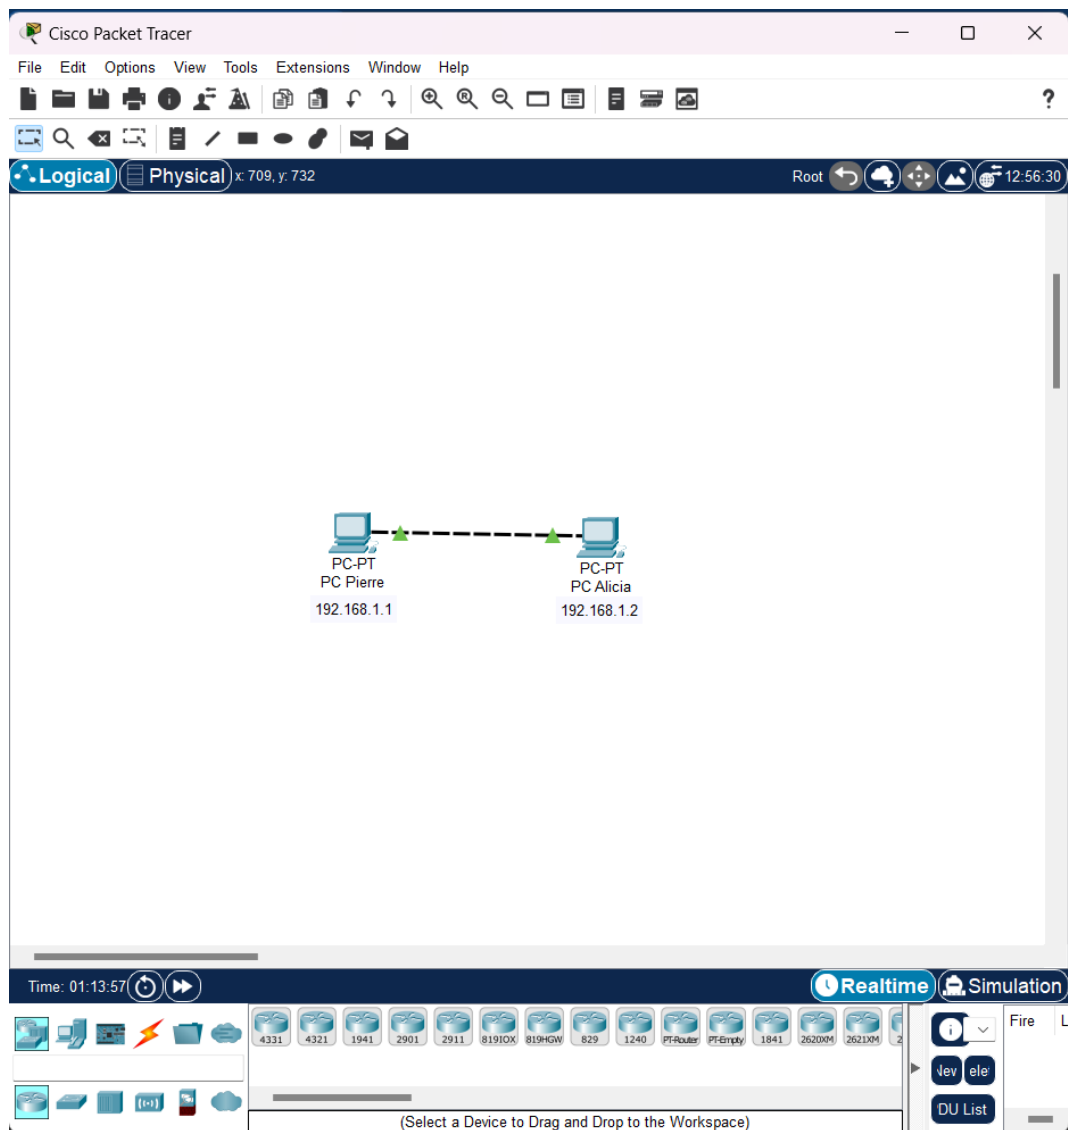 Cisco Packet Tracer
File Edit Options View Tools Extensions Window Help
?
Logical Physical x: 709, y: 732 Root 12:56:30
PC-PT
PC Pierre
192.168.1.1
PC-PT
PC Alicia
192.168.1.2
Time: 01:13:57 Realtime Simulation
4331 4321 1941 2901 2911 819IOX 819HGW 829 1240 PT-Router PT-Empty 1841 2620XM 2621XM 2
Fire L
Nev ele
DU List
(Select a Device to Drag and Drop to the Workspace)